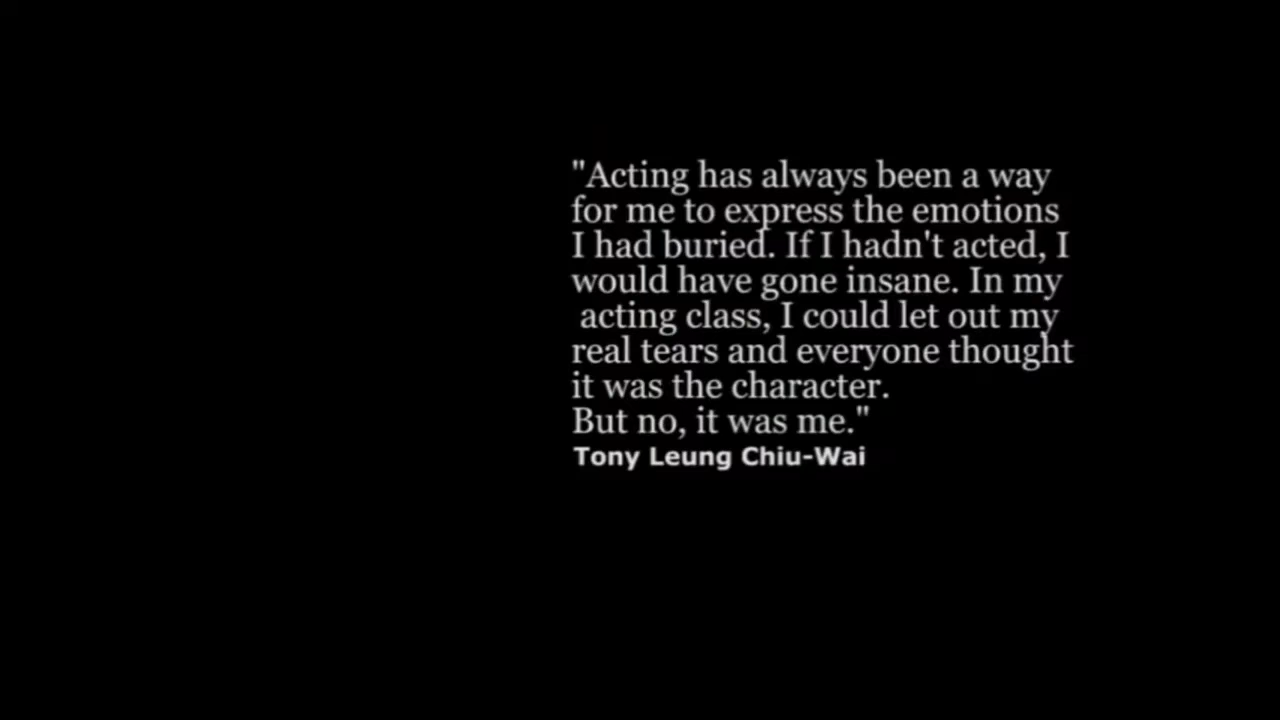 "Acting has always been a way
for me to express the emotions
I had buried. If I hadn't acted, I
would have gone insane. In my
acting class, I could let out my
real tears and everyone thought
it was the character.
But no, it was me."
Tony Leung Chiu-Wai